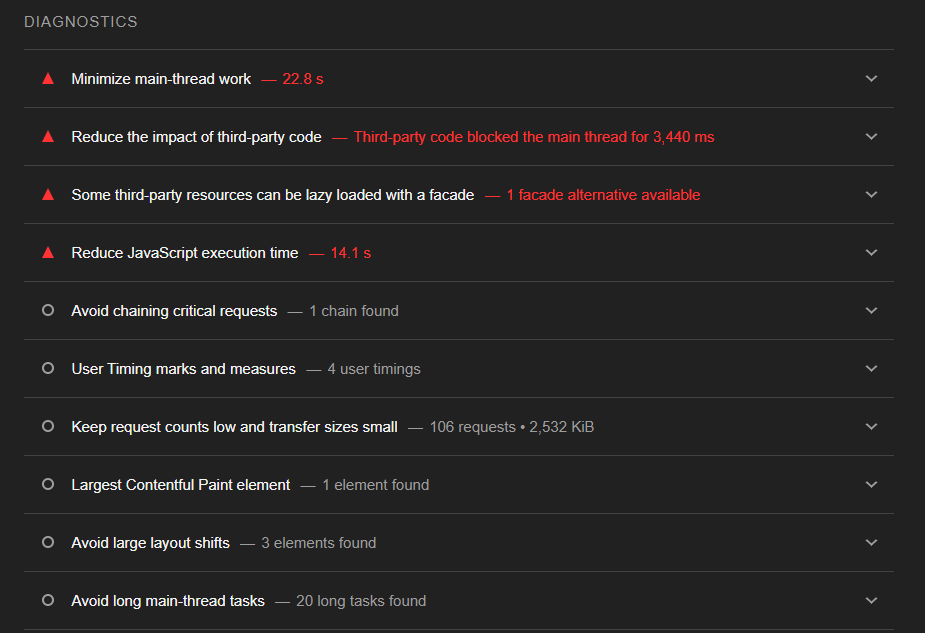 DIAGNOSTICS
Minimize main-thread work — 22.8 s
Reduce the impact of third-party code — Third-party code blocked the main thread for 3,440 ms
Some third-party resources can be lazy loaded with a facade — 1 facade alternative available
Reduce JavaScript execution time — 14.1 s
Avoid chaining critical requests — 1 chain found
User Timing marks and measures — 4 user timings
Keep request counts low and transfer sizes small — 106 requests • 2,532 KiB
Largest Contentful Paint element — 1 element found
Avoid large layout shifts — 3 elements found
Avoid long main-thread tasks — 20 long tasks found